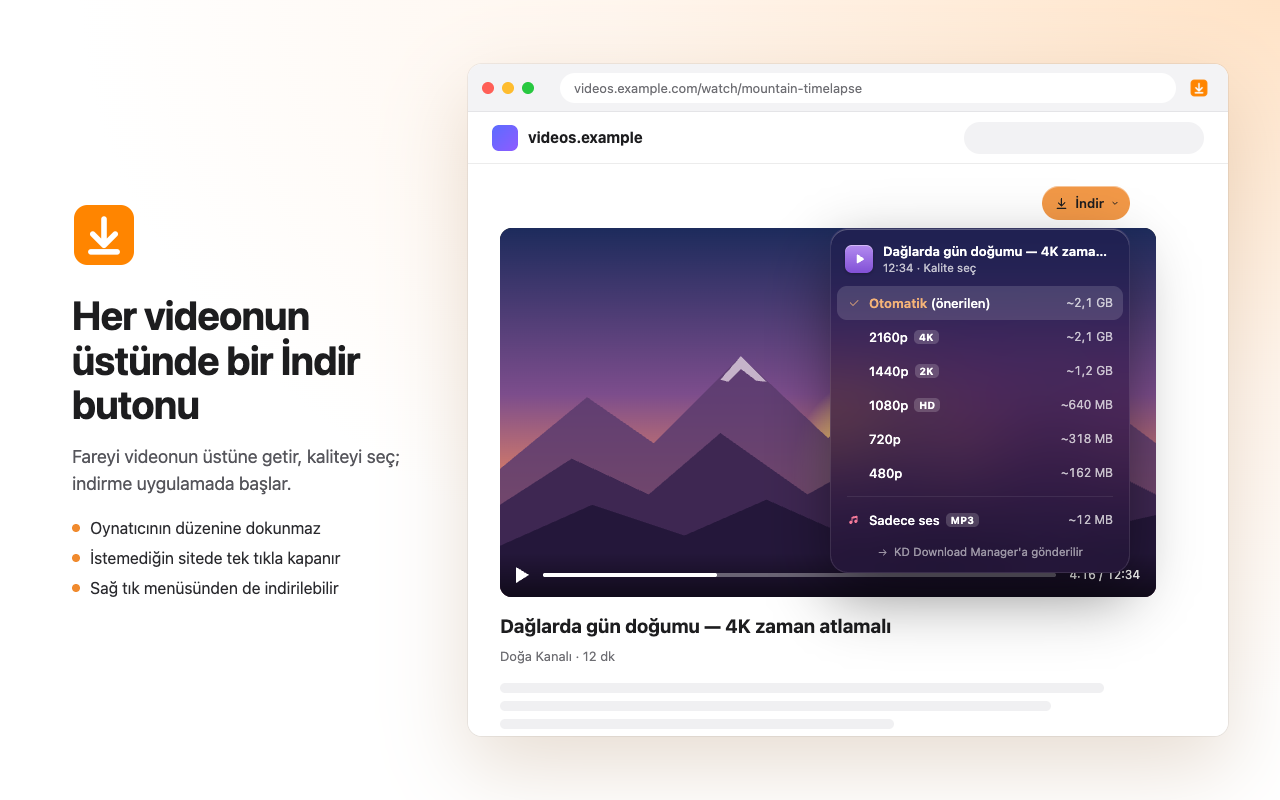 Her videonun
üstünde bir İndir
butonu
Fareyi videonun üstüne getir, kaliteyi seç;
indirme uygulamada başlar.
Oynatıcının düzenine dokunmaz
İstemediğin sitede tek tıkla kapanır
Sağ tık menüsünden de indirilebilir
videos.example.com/watch/mountain-timelapse
videos.example
İndir
Dağlarda gün doğumu — 4K zama...
12:34 · Kalite seç
Otomatik (önerilen) ~2,1 GB
2160p 4K ~2,1 GB
1440p 2K ~1,2 GB
1080p HD ~640 MB
720p ~318 MB
480p ~162 MB
Sadece ses MP3 ~12 MB
→ KD Download Manager'a gönderilir
4:16 / 12:34
Dağlarda gün doğumu — 4K zaman atlamalı
Doğa Kanalı · 12 dk